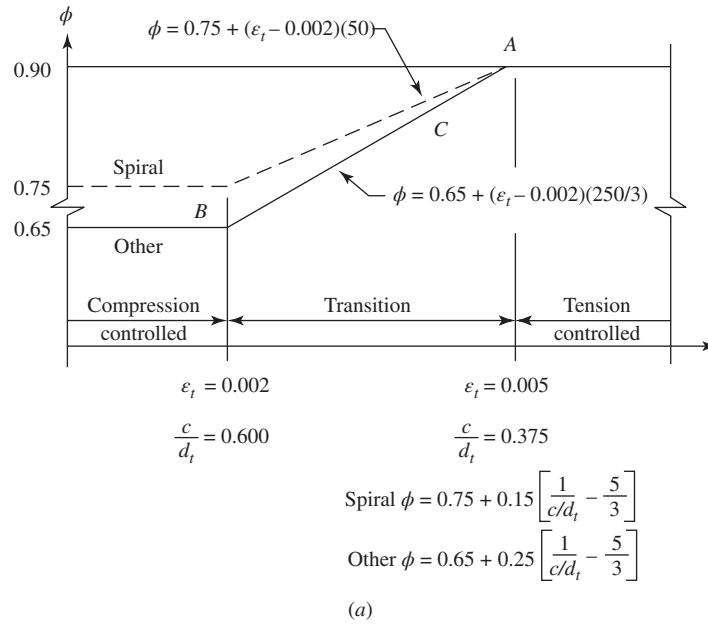 ϕ
ϕ = 0.75 + (εt – 0.002)(50)
A
0.90
C
Spiral
0.75
ϕ = 0.65 + (εt – 0.002)(250/3)
B
0.65
Other
Compression controlled
Transition
Tension controlled
εt = 0.002
εt = 0.005
c/dt = 0.600
c/dt = 0.375
Spiral ϕ = 0.75 + 0.15 [1/(c/dt) – 5/3]
Other ϕ = 0.65 + 0.25 [1/(c/dt) – 5/3]
(a)